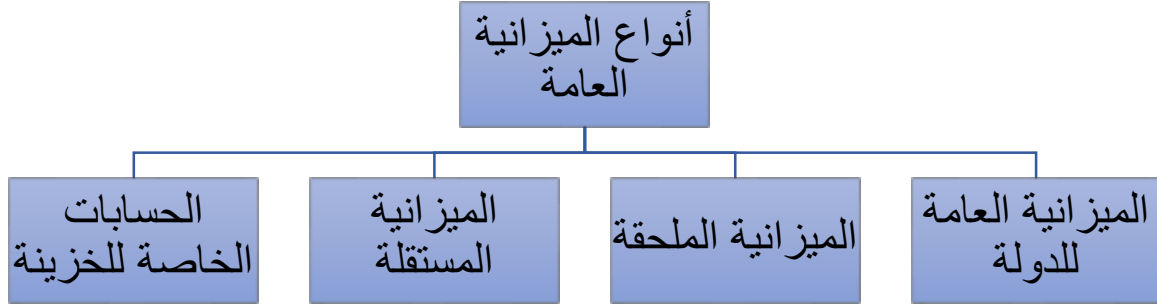 أنواع الميزانية
العامة
الميزانية العامة
للدولة
الميزانية الملحقة
الميزانية
المستقلة
الحسابات
الخاصة للخزينة